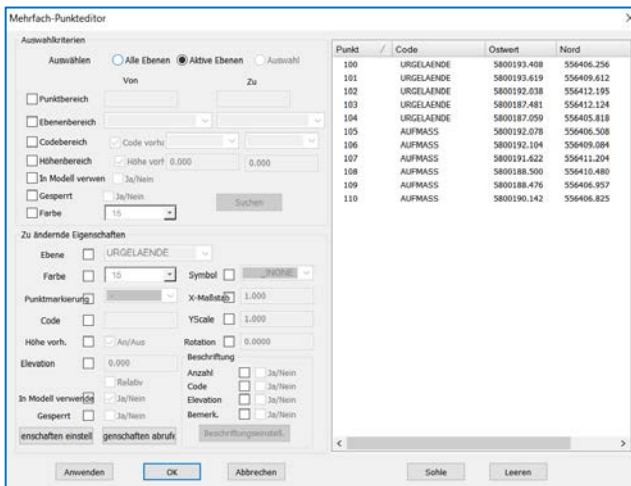 Mehrfach-Punkteditor
Auswahlkriterien
Auswählen Alle Ebenen Aktive Ebenen Auswahl
Von Zu
Punktbereich
Ebenenbereich
Codebereich Code vorh
Höhenbereich Höhe vorh 0.000 0.000
In Modell verwen Ja/Nein
Gesperrt Ja/Nein
Suchen
Farbe 15
Zu ändernde Eigenschaften
Ebene URGELAENDE
Farbe 15 Symbol _NONE_
Punktmarkierung X-Maßstab 1.000
Code YScale 1.000
Höhe vorh. An/Aus Rotation 0.0000
Elevation 0.000
Relativ
In Modell verwende Ja/Nein
Gesperrt Ja/Nein
Beschriftung
Anzahl Ja/Nein
Code Ja/Nein
Elevation Ja/Nein
Bemerk. Ja/Nein
enschaften einstell genschaften abrufe Beschriftungseinstell.
Punkt / Code Ostwert Nord
100 URGELAENDE 5800193.408 556406.256
101 URGELAENDE 5800193.619 556409.612
102 URGELAENDE 5800192.038 556412.195
103 URGELAENDE 5800187.481 556412.124
104 URGELAENDE 5800187.059 556405.818
105 AUFMASS 5800192.078 556406.508
106 AUFMASS 5800192.104 556409.084
107 AUFMASS 5800191.622 556411.204
108 AUFMASS 5800188.500 556410.480
109 AUFMASS 5800188.476 556406.957
110 AUFMASS 5800190.142 556406.825
Anwenden OK Abbrechen Sohle Leeren